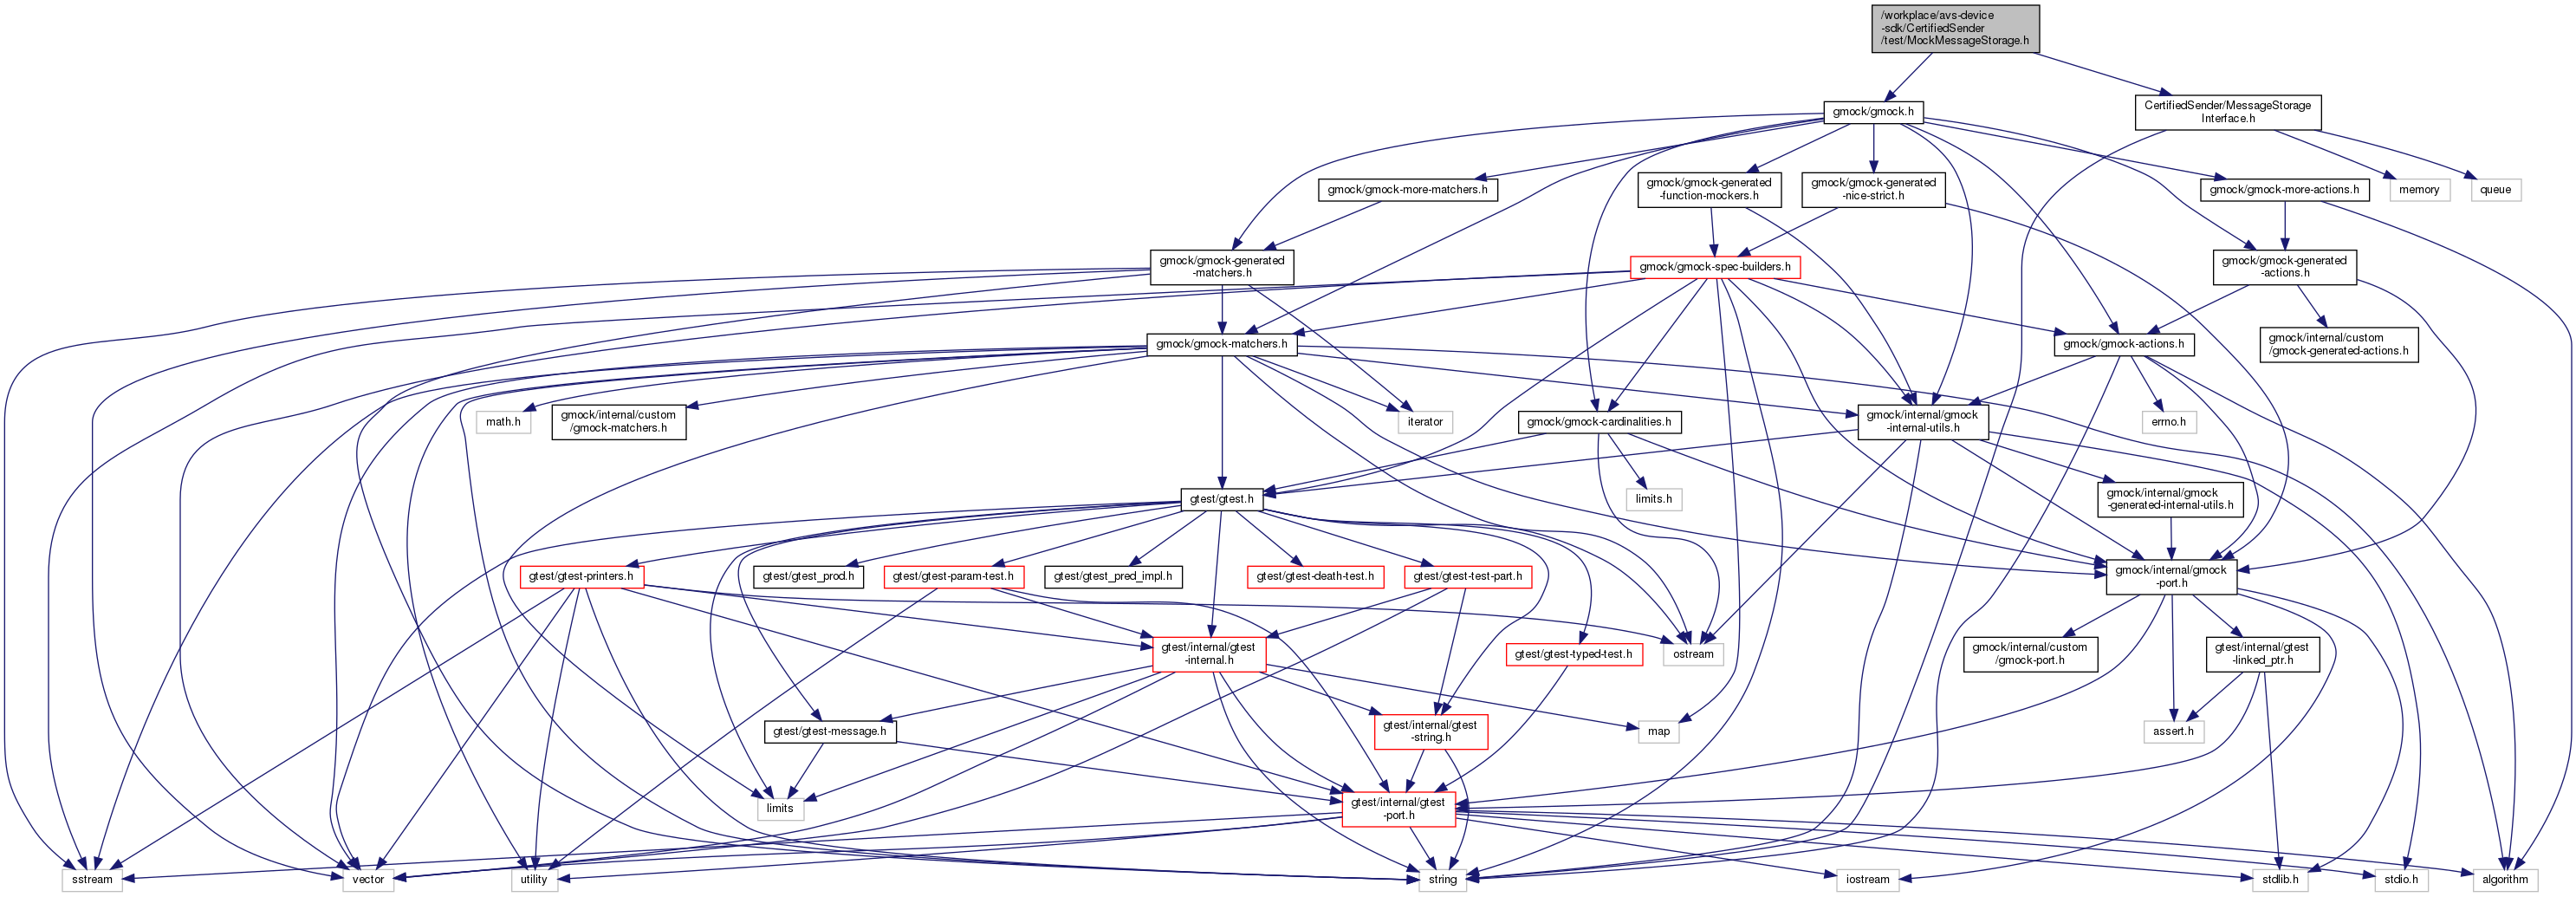 /workplace/avs-device
-sdk/CertifiedSender
/test/MockMessageStorage.h
gmock/gmock.h
CertifiedSender/MessageStorage
Interface.h
gmock/gmock-more-matchers.h
gmock/gmock-generated
-function-mockers.h
gmock/gmock-generated
-nice-strict.h
gmock/gmock-more-actions.h
memory
queue
gmock/gmock-generated
-matchers.h
gmock/gmock-spec-builders.h
gmock/gmock-generated
-actions.h
gmock/gmock-matchers.h
gmock/gmock-actions.h
gmock/internal/custom
/gmock-generated-actions.h
math.h
gmock/internal/custom
/gmock-matchers.h
iterator
gmock/gmock-cardinalities.h
gmock/internal/gmock
-internal-utils.h
errno.h
gtest/gtest.h
limits.h
gmock/internal/gmock
-generated-internal-utils.h
gtest/gtest-printers.h
gtest/gtest_prod.h
gtest/gtest-param-test.h
gtest/gtest_pred_impl.h
gtest/gtest-death-test.h
gtest/gtest-test-part.h
gmock/internal/gmock
-port.h
gtest/internal/gtest
-internal.h
gtest/gtest-typed-test.h
ostream
gmock/internal/custom
/gmock-port.h
gtest/internal/gtest
-linked_ptr.h
gtest/gtest-message.h
gtest/internal/gtest
-string.h
map
assert.h
limits
gtest/internal/gtest
-port.h
sstream
vector
utility
string
iostream
stdlib.h
stdio.h
algorithm